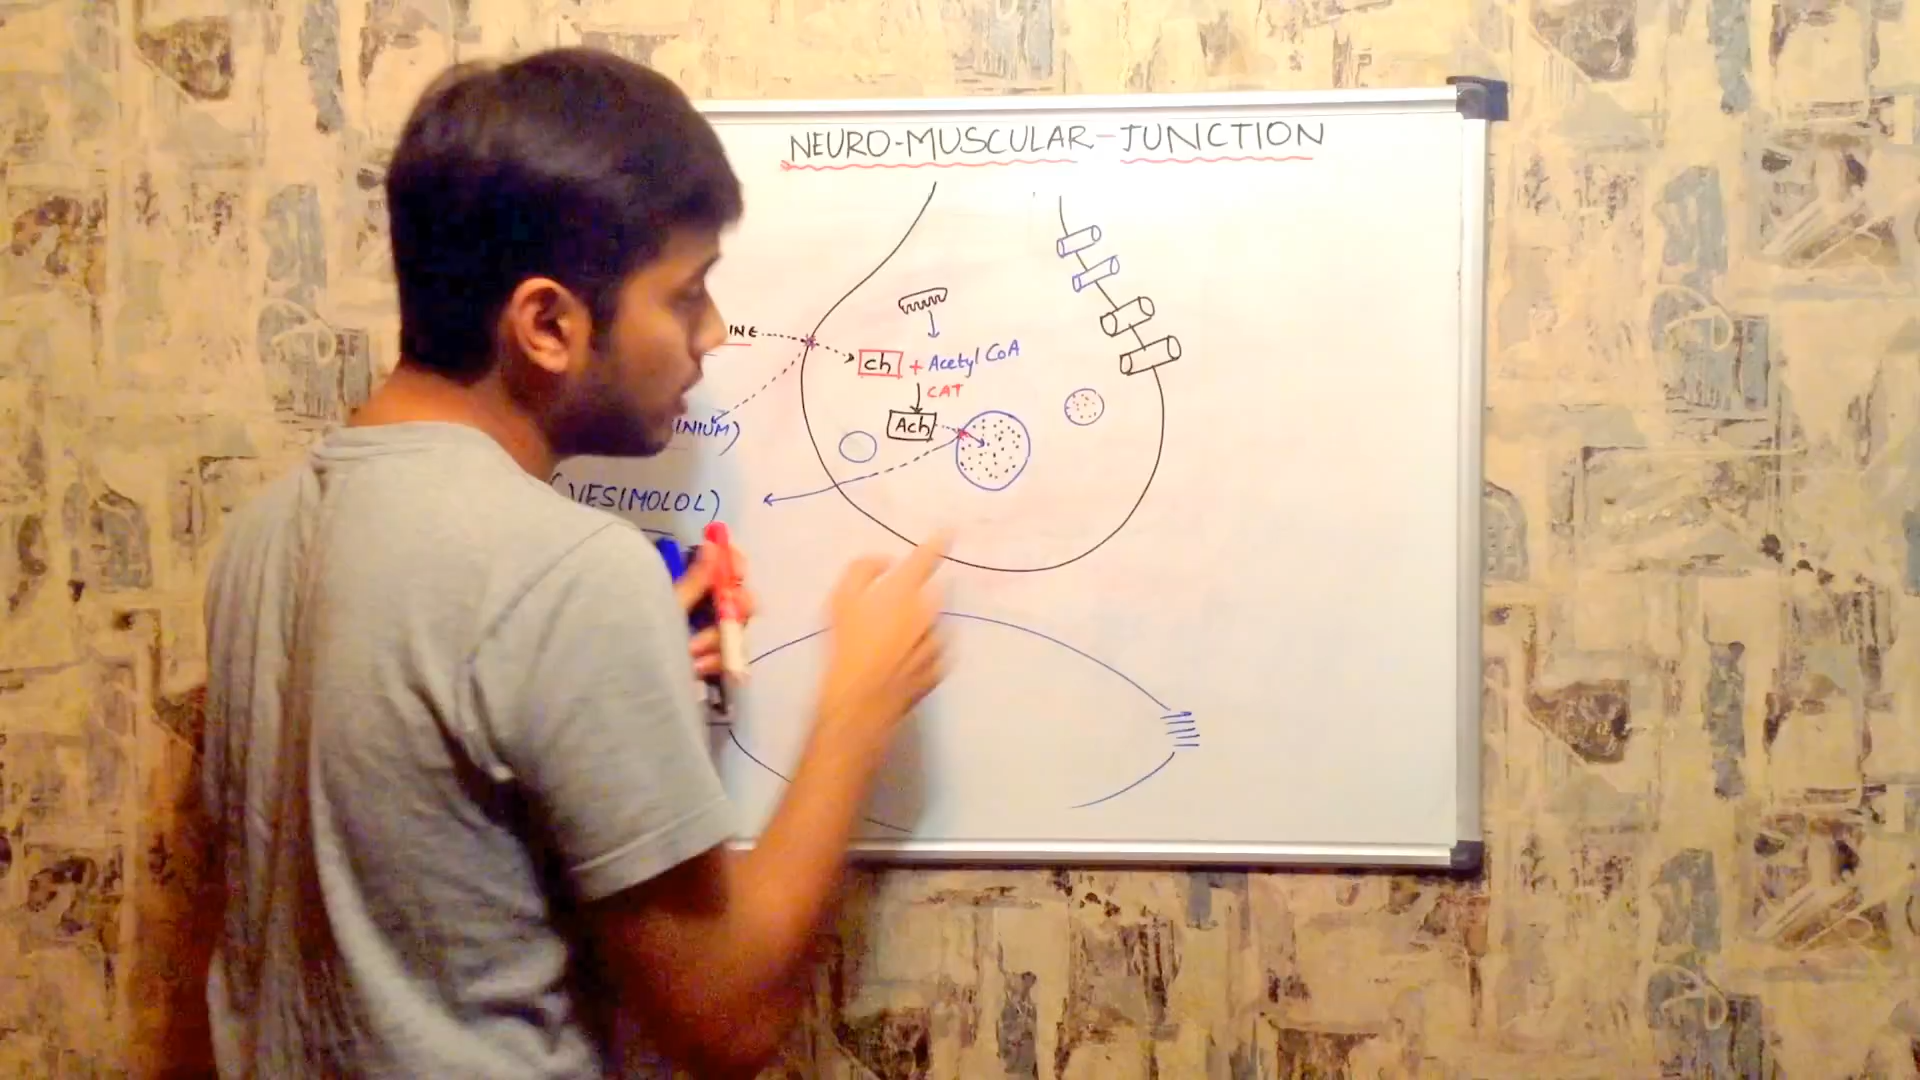 NEURO-MUSCULAR-JUNCTION
INE
ch + Acetyl CoA
CAT
Ach
INIUM)
(VESIMOLOL)